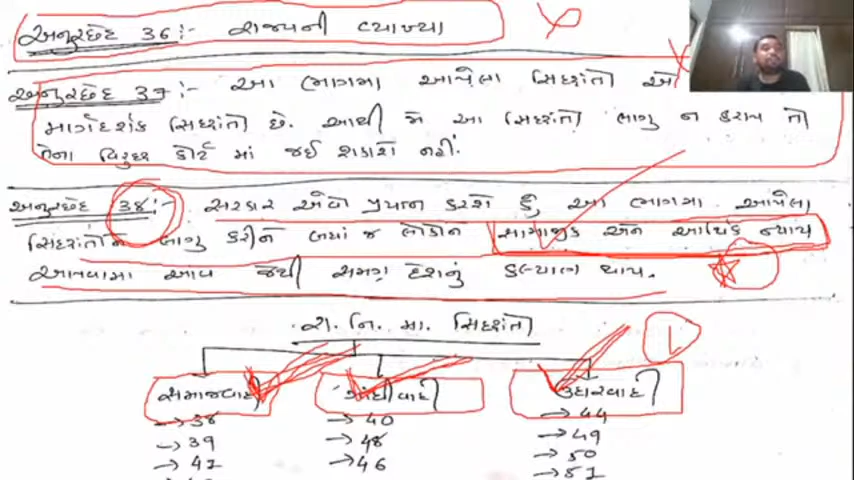 અનુચ્છેદ 36:- રાજ્યની વ્યાખ્યા
અનુચ્છેદ 37:- આ ભાગમા આપેલા સિદ્ધાંતો એ
માર્ગદર્શક સિદ્ધાંતો છે. આથી જો આ સિદ્ધાંતો લાગુ ન કરાય તો
તેના વિરુદ્ધ કોર્ટ માં જઈ શકાશે નહીં.
અનુચ્છેદ 38:- સરકાર એવો પ્રયાન કરશે કે આ ભાગમા આપેલા
સિદ્ધાંતોને લાગુ કરીને બધાં જ લોકોને સામાજીક અને આર્થિક ન્યાય
આપવામા આવે જેથી સમગ્ર દેશનું કલ્યાણ થાય.
રા. નિ. મા. સિદ્ધાંતો
સમાજવાદી ગાંધીવાદી ઉદારવાદી
→ 38 → 40 → 44
→ 39 → 48 → 49
→ 41 → 46 → 50
→ 51